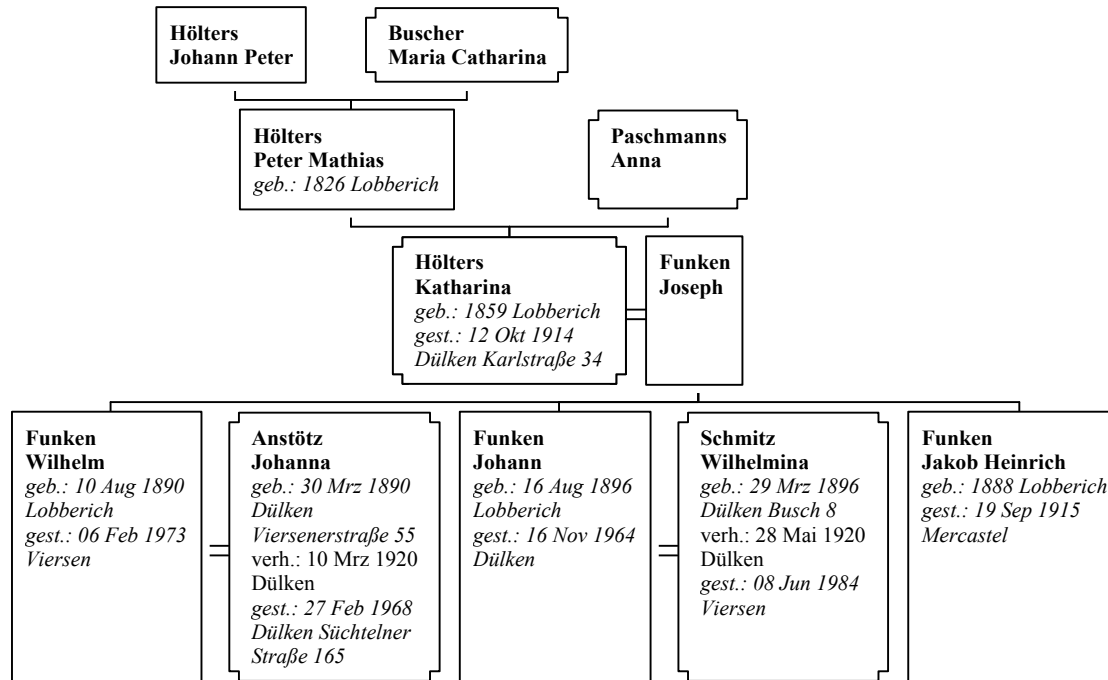 Hölters
Johann Peter
Buscher
Maria Catharina
Hölters
Peter Mathias
geb.: 1826 Lobberich
Paschmanns
Anna
Hölters
Katharina
geb.: 1859 Lobberich
gest.: 12 Okt 1914
Dülken Karlstraße 34
Funken
Joseph
Funken
Wilhelm
geb.: 10 Aug 1890
Lobberich
gest.: 06 Feb 1973
Viersen
Anstötz
Johanna
geb.: 30 Mrz 1890
Dülken
Viersenerstraße 55
verh.: 10 Mrz 1920
Dülken
gest.: 27 Feb 1968
Dülken Süchtelner
Straße 165
Funken
Johann
geb.: 16 Aug 1896
Lobberich
gest.: 16 Nov 1964
Dülken
Schmitz
Wilhelmina
geb.: 29 Mrz 1896
Dülken Busch 8
verh.: 28 Mai 1920
Dülken
gest.: 08 Jun 1984
Viersen
Funken
Jakob Heinrich
geb.: 1888 Lobberich
gest.: 19 Sep 1915
Mercastel